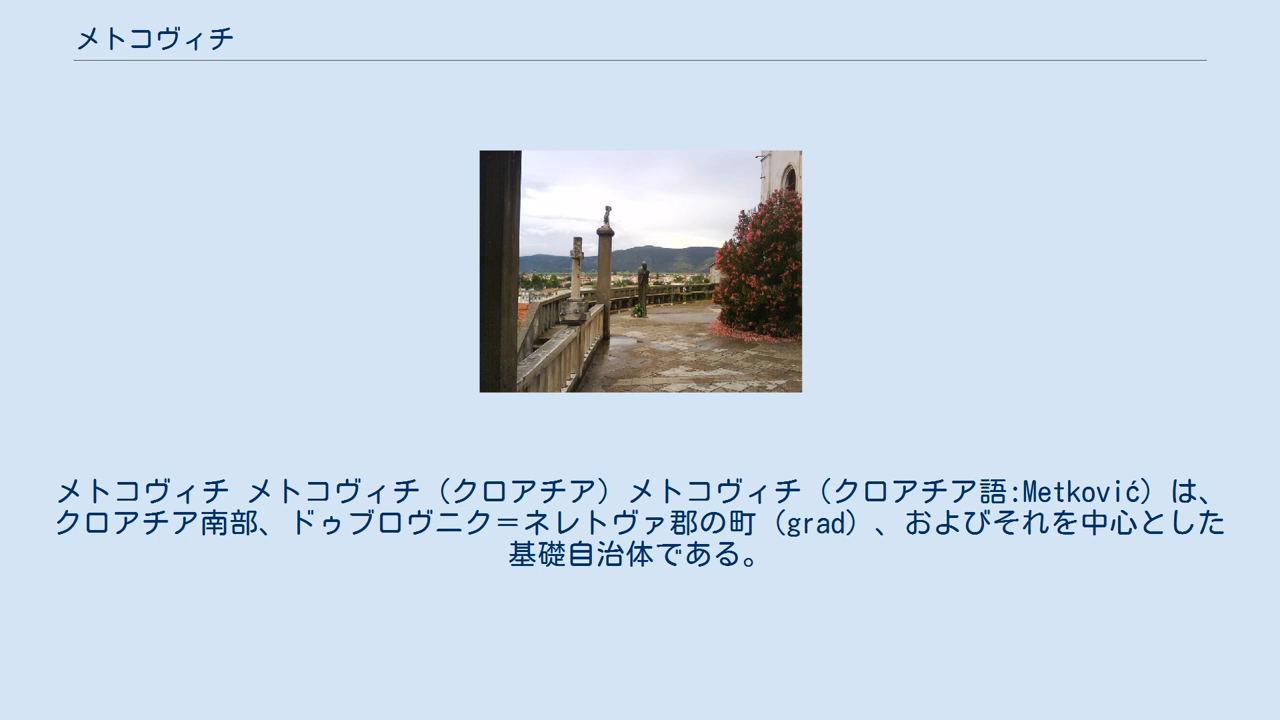 メトコヴィチ
メトコヴィチ メトコヴィチ（クロアチア）メトコヴィチ（クロアチア語:Metković）は、
クロアチア南部、ドゥブロヴニク＝ネレトヴァ郡の町（grad）、およびそれを中心とした
基礎自治体である。